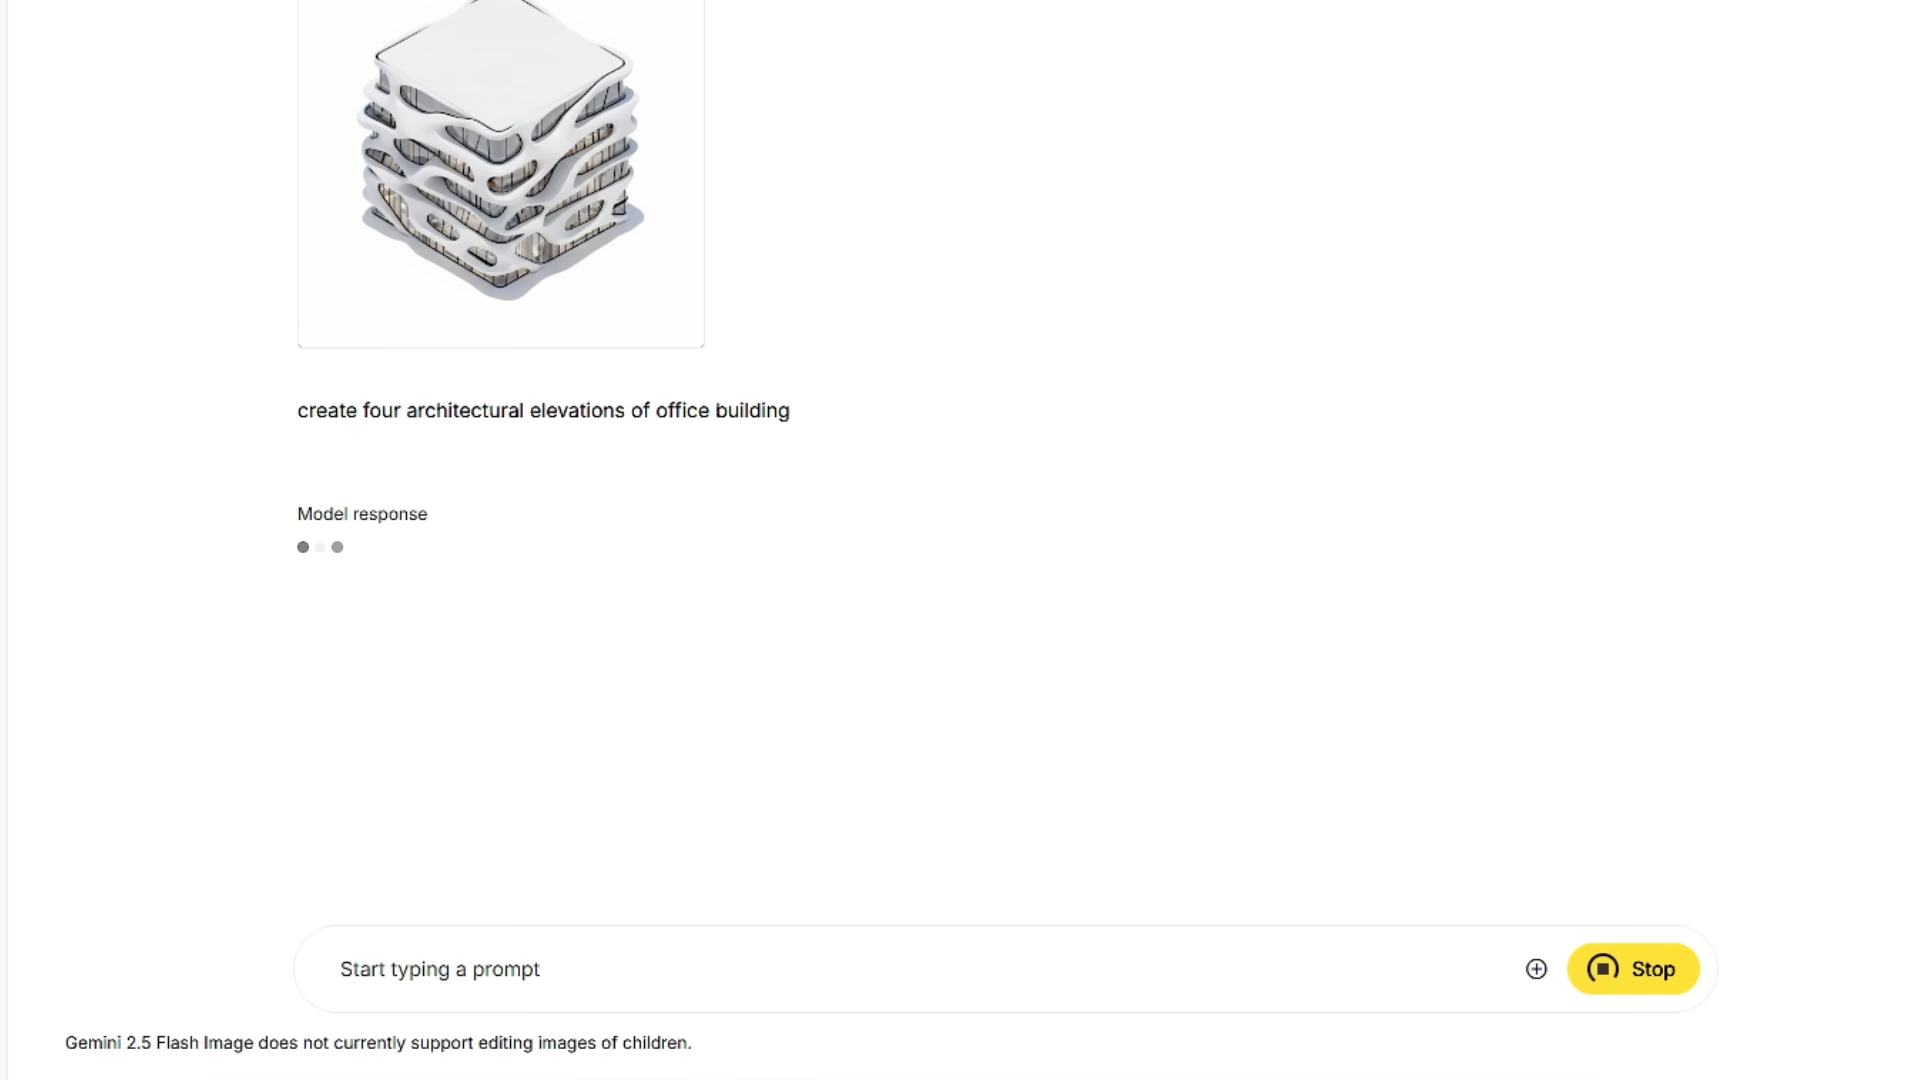 create four architectural elevations of office building
Model response
Start typing a prompt
Stop
Gemini 2.5 Flash Image does not currently support editing images of children.